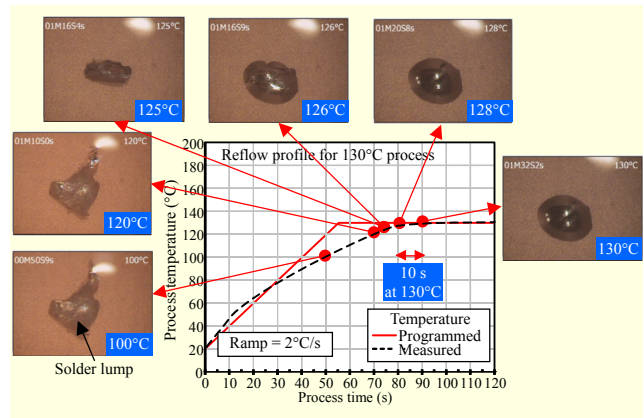 01M16S4s 125°C
125°C
01M16S9s 126°C
126°C
01M20S8s 128°C
128°C
01M10S0s 120°C
120°C
01M32S2s 130°C
130°C
00M50S9s 100°C
100°C
Solder lump
Reflow profile for 130°C process
Process temperature (°C)
200
180
160
140
120
100
80
60
40
20
0
10 s
at 130°C
Ramp = 2°C/s
Temperature
Programmed
Measured
0 10 20 30 40 50 60 70 80 90 100 110 120
Process time (s)